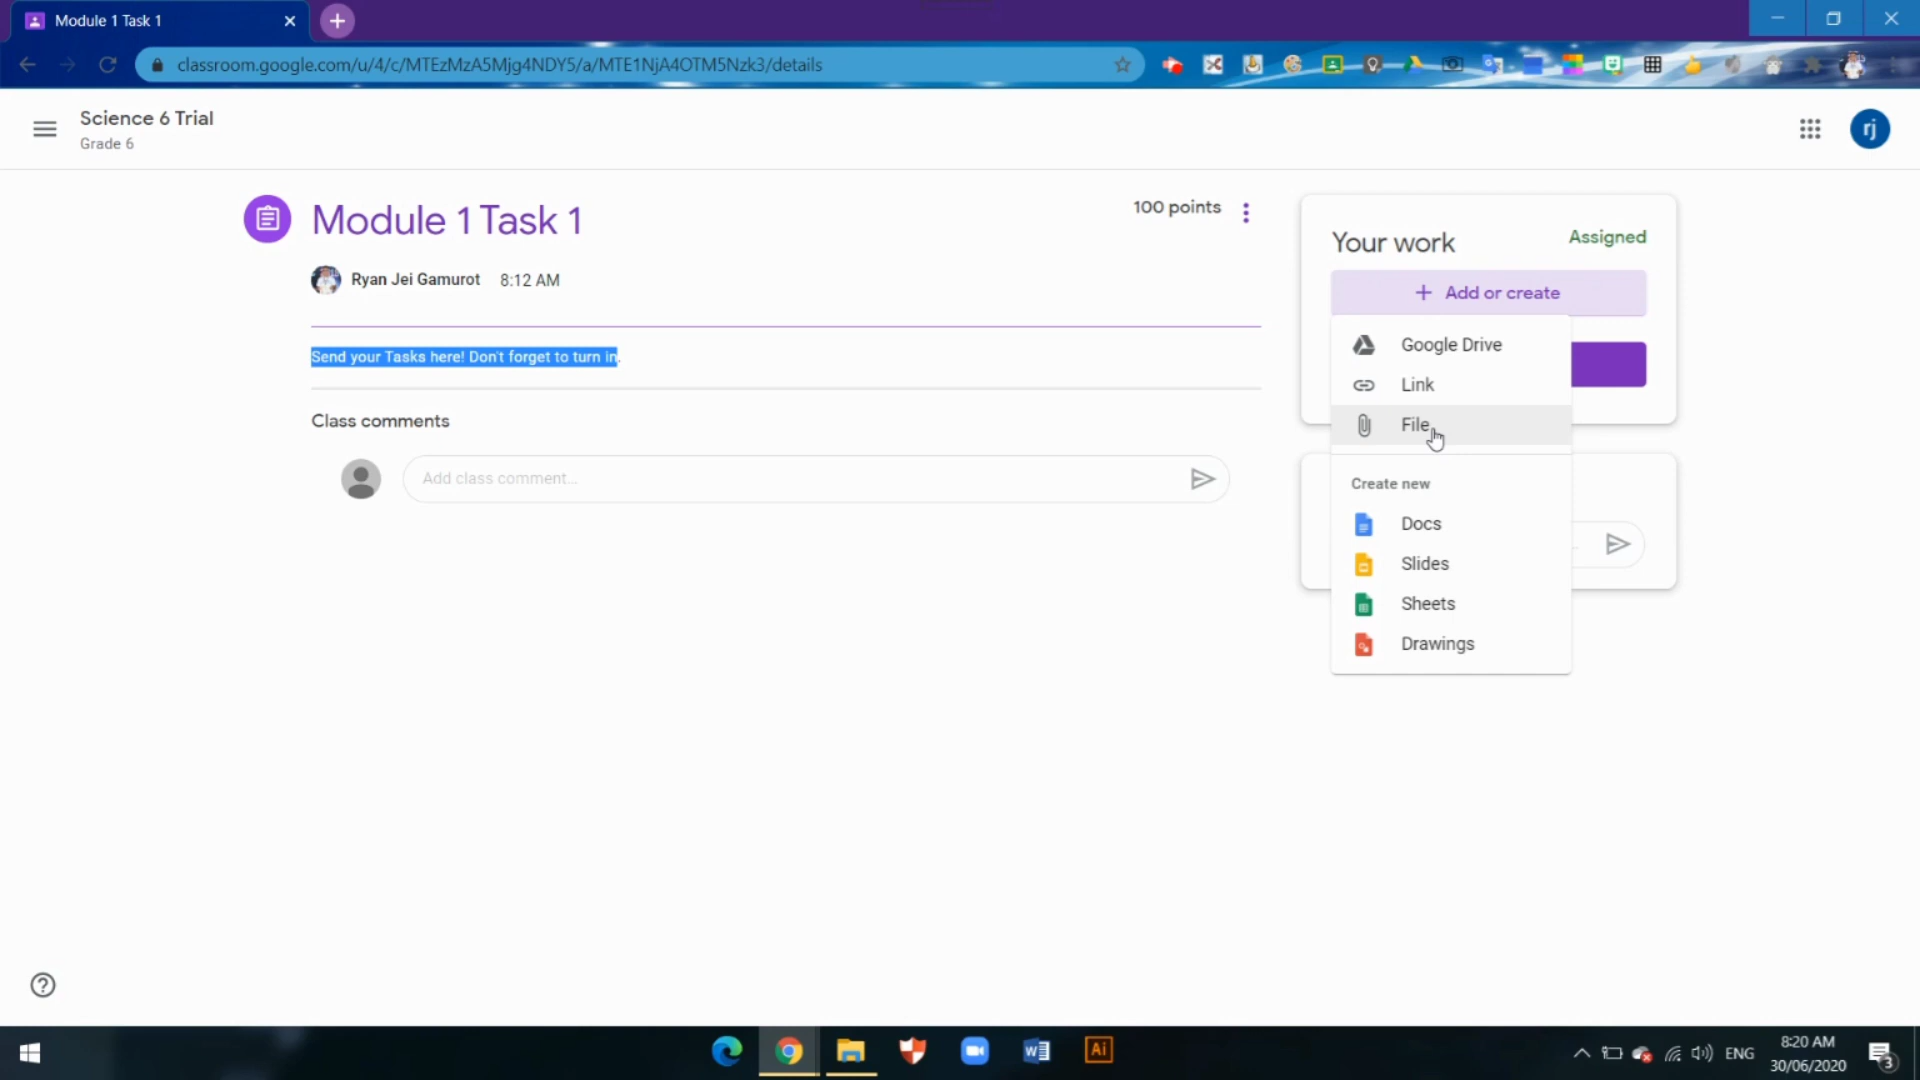 Module 1 Task 1
classroom.google.com/u/4/c/MTEzMzA5Mjg4NDY5/a/MTE1NjA4OTM5Nzk3/details
Science 6 Trial
Grade 6
rj
Module 1 Task 1
100 points
Ryan Jei Gamurot 8:12 AM
Send your Tasks here! Don't forget to turn in.
Class comments
Add class comment...
Your work
Assigned
+ Add or create
Google Drive
Link
File
Create new
Docs
Slides
Sheets
Drawings
W
Ai
ENG
8:20 AM
30/06/2020
3